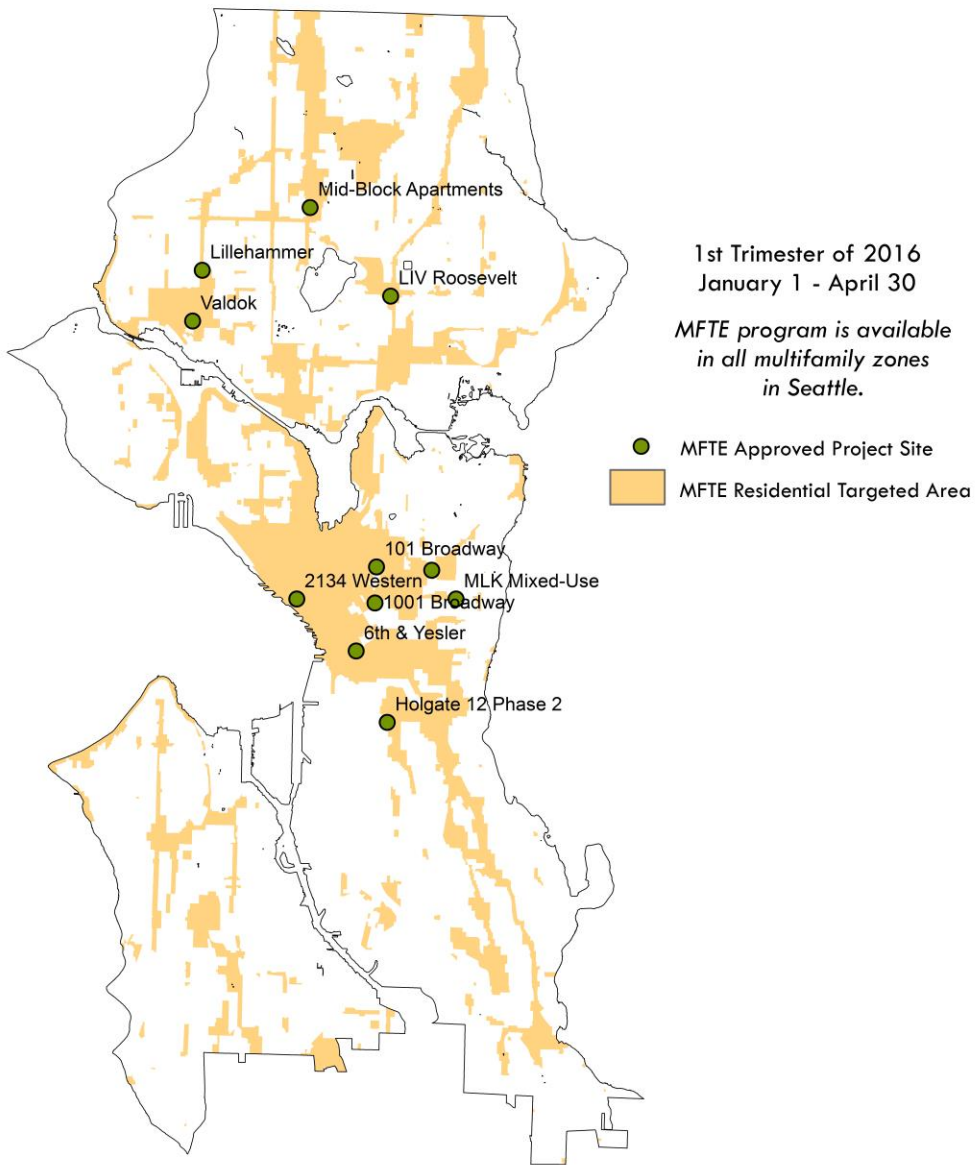 Mid-Block Apartments
Lillehammer
LIV Roosevelt
Valdok
1st Trimester of 2016
January 1 - April 30
MFTE program is available
in all multifamily zones
in Seattle.
MFTE Approved Project Site
MFTE Residential Targeted Area
101 Broadway
2134 Western
MLK Mixed-Use
1001 Broadway
6th & Yesler
Holgate 12 Phase 2